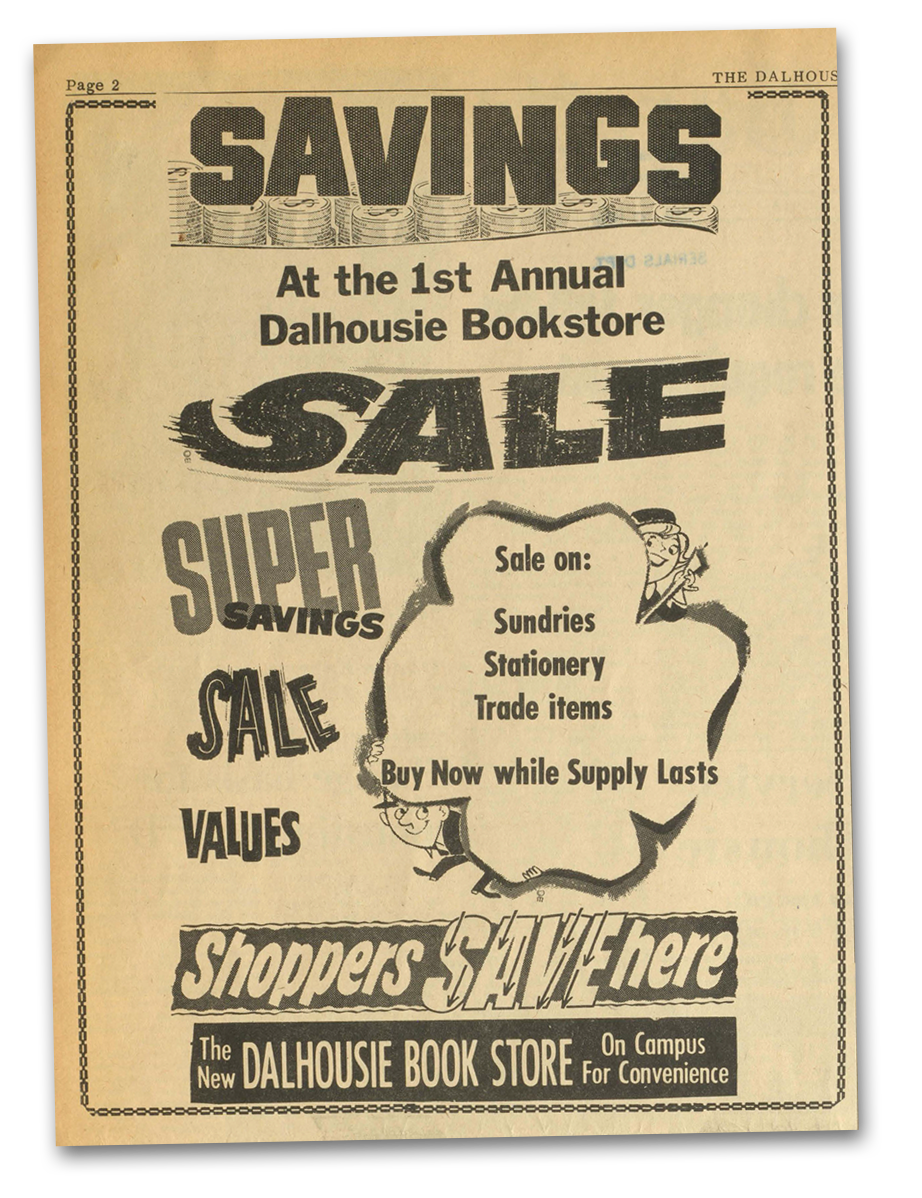 Page 2
THE DALHOUS
SAVINGS
SERIALS DEPT
At the 1st Annual
Dalhousie Bookstore
SALE
SUPER
SAVINGS
SALE
VALUES
Sale on:
Sundries
Stationery
Trade items
Buy Now while Supply Lasts
Shoppers SAVE here
The New DALHOUSIE BOOK STORE On Campus For Convenience